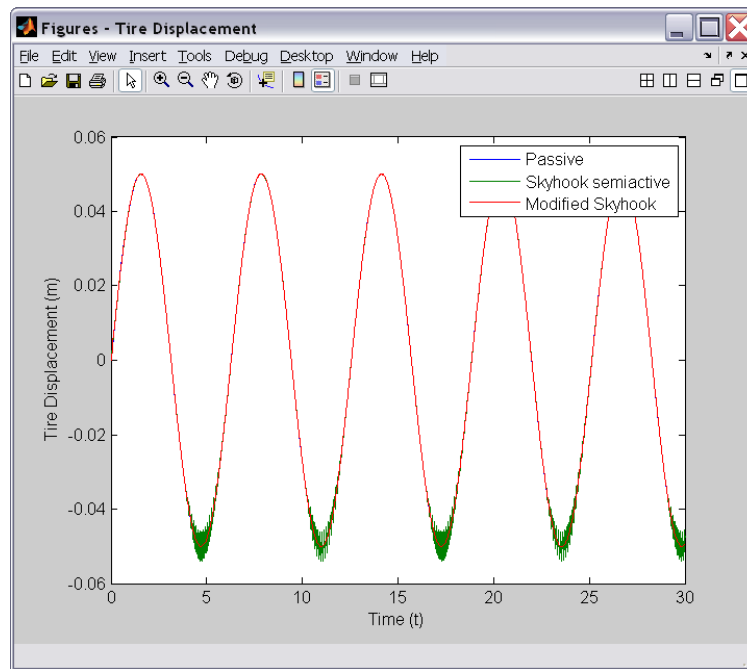 Figures - Tire Displacement
File Edit View Insert Tools Debug Desktop Window Help
0.06
0.04
0.02
0
-0.02
-0.04
-0.06
Tire Displacement (m)
Passive
Skyhook semiactive
Modified Skyhook
0 5 10 15 20 25 30
Time (t)